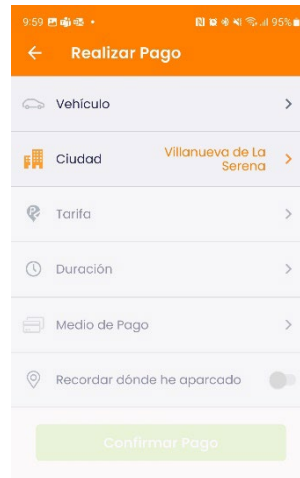 9:59 95%
Realizar Pago
Vehículo
Ciudad
Villanueva de La
Serena
Tarifa
Duración
Medio de Pago
Recordar dónde he aparcado
Confirmar Pago